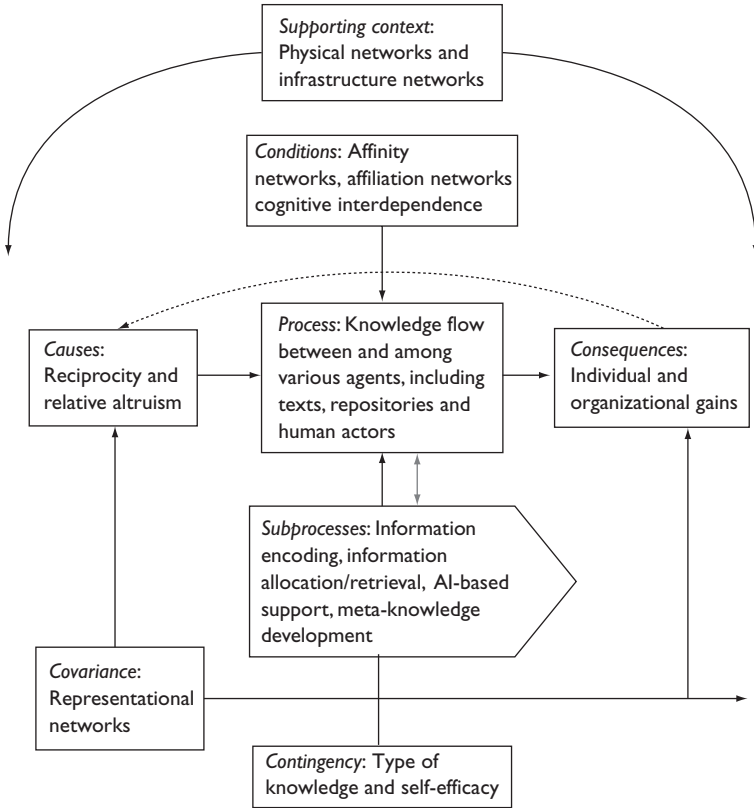 Supporting context:
Physical networks and
infrastructure networks
Conditions: Affinity
networks, affiliation networks
cognitive interdependence
Causes:
Reciprocity and
relative altruism
Process: Knowledge flow
between and among
various agents, including
texts, repositories and
human actors
Consequences:
Individual and
organizational gains
Subprocesses: Information
encoding, information
allocation/retrieval, AI-based
support, meta-knowledge
development
Covariance:
Representational
networks
Contingency: Type of
knowledge and self-efficacy